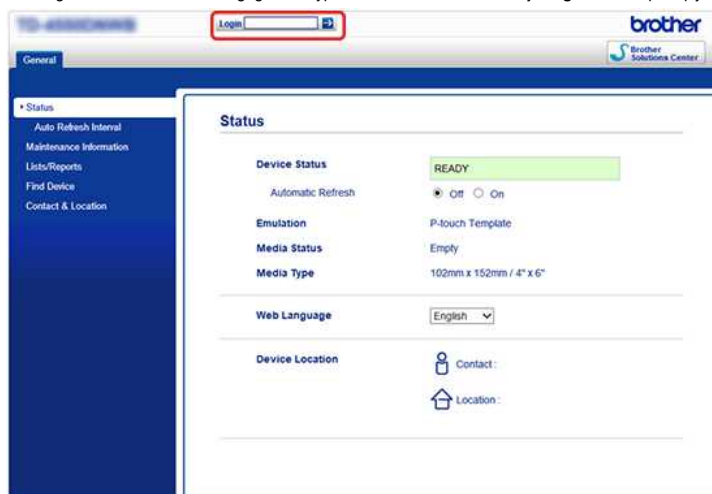 Login
brother
General
Brother
Solutions Center
Status
Auto Refresh Interval
Maintenance Information
Lists/Reports
Find Device
Contact & Location
Status
Device Status READY
Automatic Refresh Off On
Emulation P-touch Template
Media Status Empty
Media Type 102mm x 152mm / 4" x 6"
Web Language English
Device Location Contact :
Location :